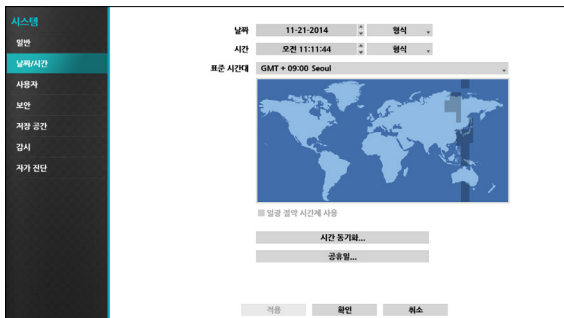 시스템
일반
날짜/시간
사용자
보안
저장 공간
감시
자가 진단
날짜 11-21-2014 형식
시간 오전 11:11:44 형식
표준 시간대 GMT + 09:00 Seoul
일광 절약 시간제 사용
시간 동기화...
공휴일...
적용 확인 취소